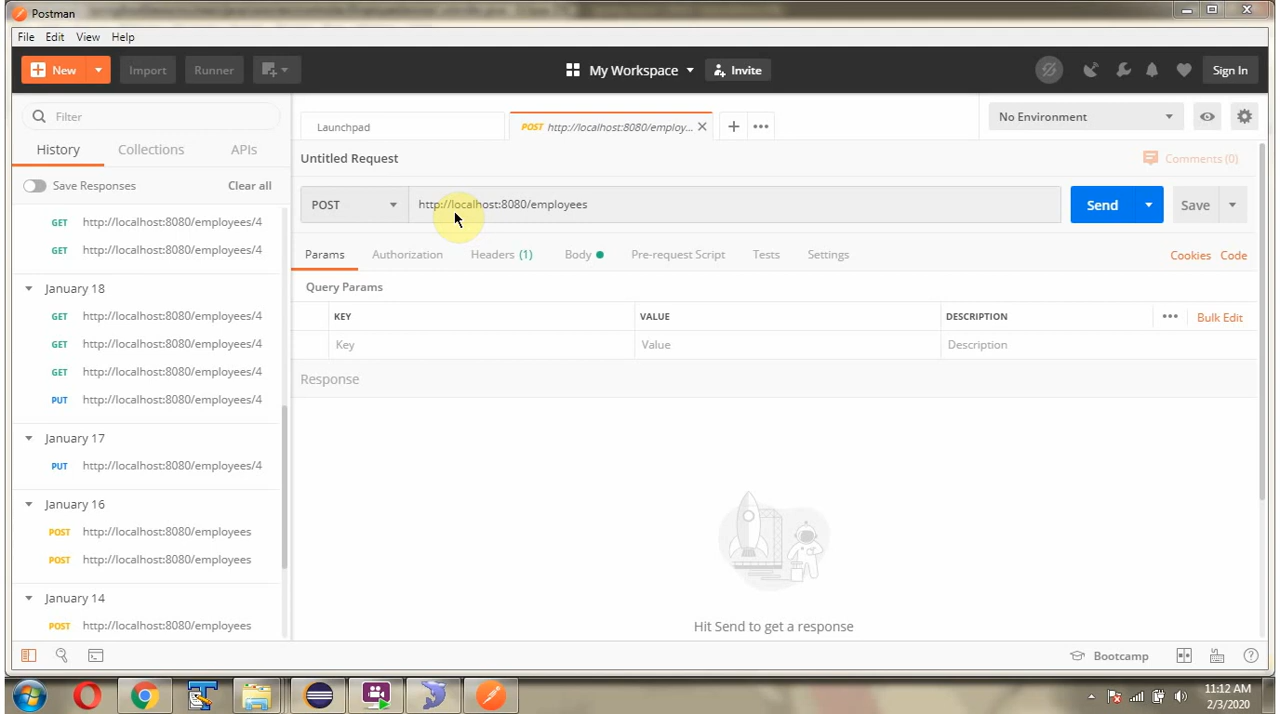 Postman
File Edit View Help
New Import Runner My Workspace Invite Sign In
Filter
History Collections APIs
Save Responses Clear all
GET http://localhost:8080/employees/4
GET http://localhost:8080/employees/4
January 18
GET http://localhost:8080/employees/4
GET http://localhost:8080/employees/4
GET http://localhost:8080/employees/4
PUT http://localhost:8080/employees/4
January 17
PUT http://localhost:8080/employees/4
January 16
POST http://localhost:8080/employees
POST http://localhost:8080/employees
January 14
POST http://localhost:8080/employees
Launchpad POST http://localhost:8080/employ... No Environment
Untitled Request Comments (0)
POST http://localhost:8080/employees Send Save
Params Authorization Headers (1) Body Pre-request Script Tests Settings Cookies Code
Query Params
KEY VALUE DESCRIPTION Bulk Edit
Key Value Description
Response
Hit Send to get a response
Bootcamp
11:12 AM
2/3/2020